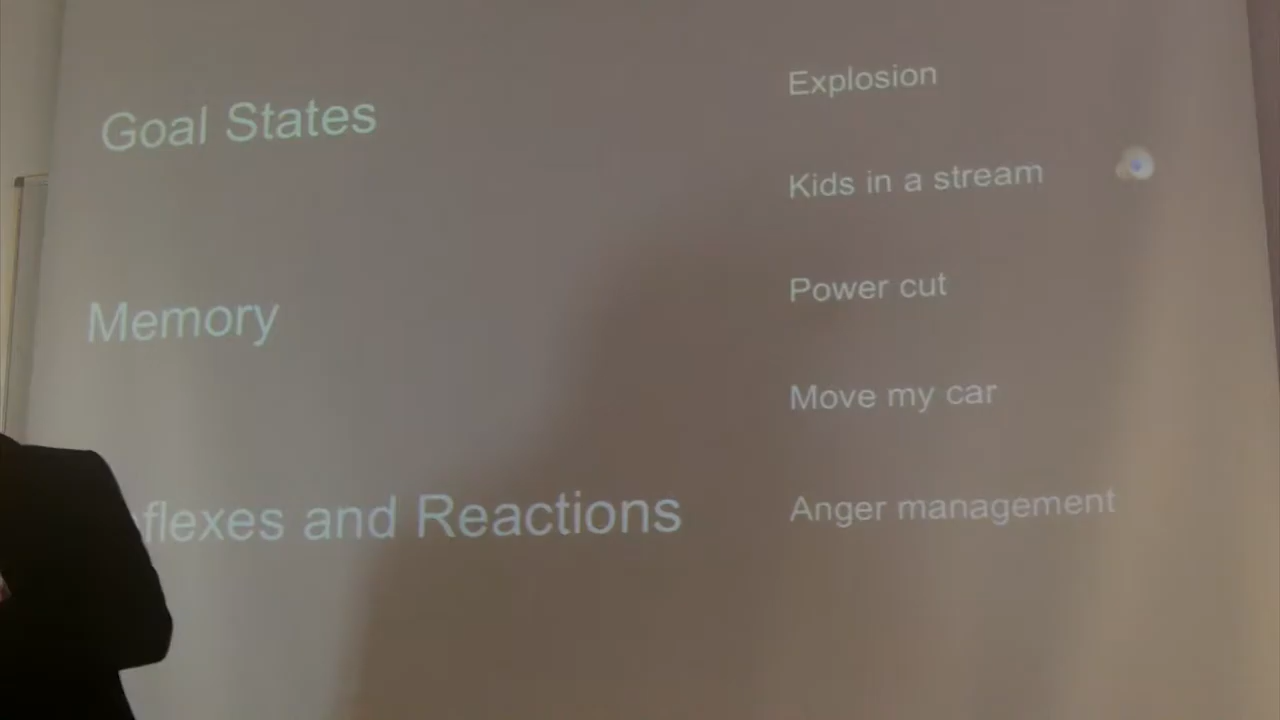 Goal States
Memory
flexes and Reactions
Explosion
Kids in a stream
Power cut
Move my car
Anger management